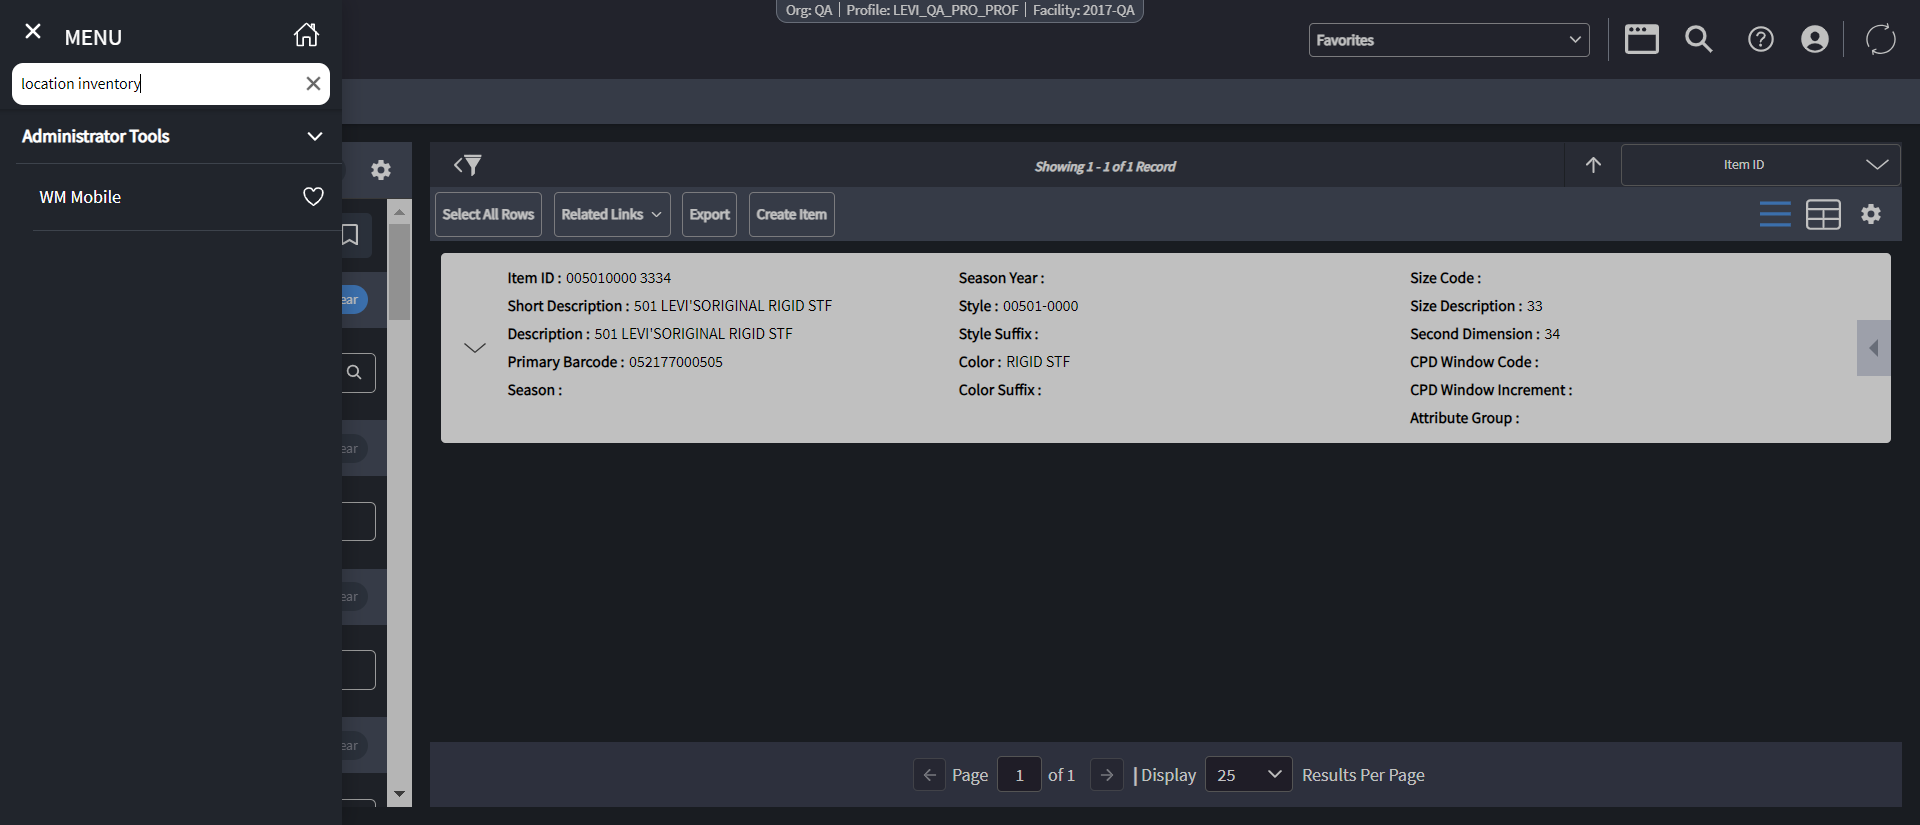 Org: QA | Profile: LEVI_QA_PRO_PROF | Facility: 2017-QA
MENU
Favorites
location inventory
Administrator Tools
WM Mobile
Showing 1 - 1 of 1 Record
Item ID
Select All Rows
Related Links
Export
Create Item
ear
ear
ear
ear
Item ID : 005010000 3334
Short Description : 501 LEVI'SORIGINAL RIGID STF
Description : 501 LEVI'SORIGINAL RIGID STF
Primary Barcode : 052177000505
Season :
Season Year :
Style : 00501-0000
Style Suffix :
Color : RIGID STF
Color Suffix :
Size Code :
Size Description : 33
Second Dimension : 34
CPD Window Code :
CPD Window Increment :
Attribute Group :
Page 1 of 1 | Display 25 Results Per Page